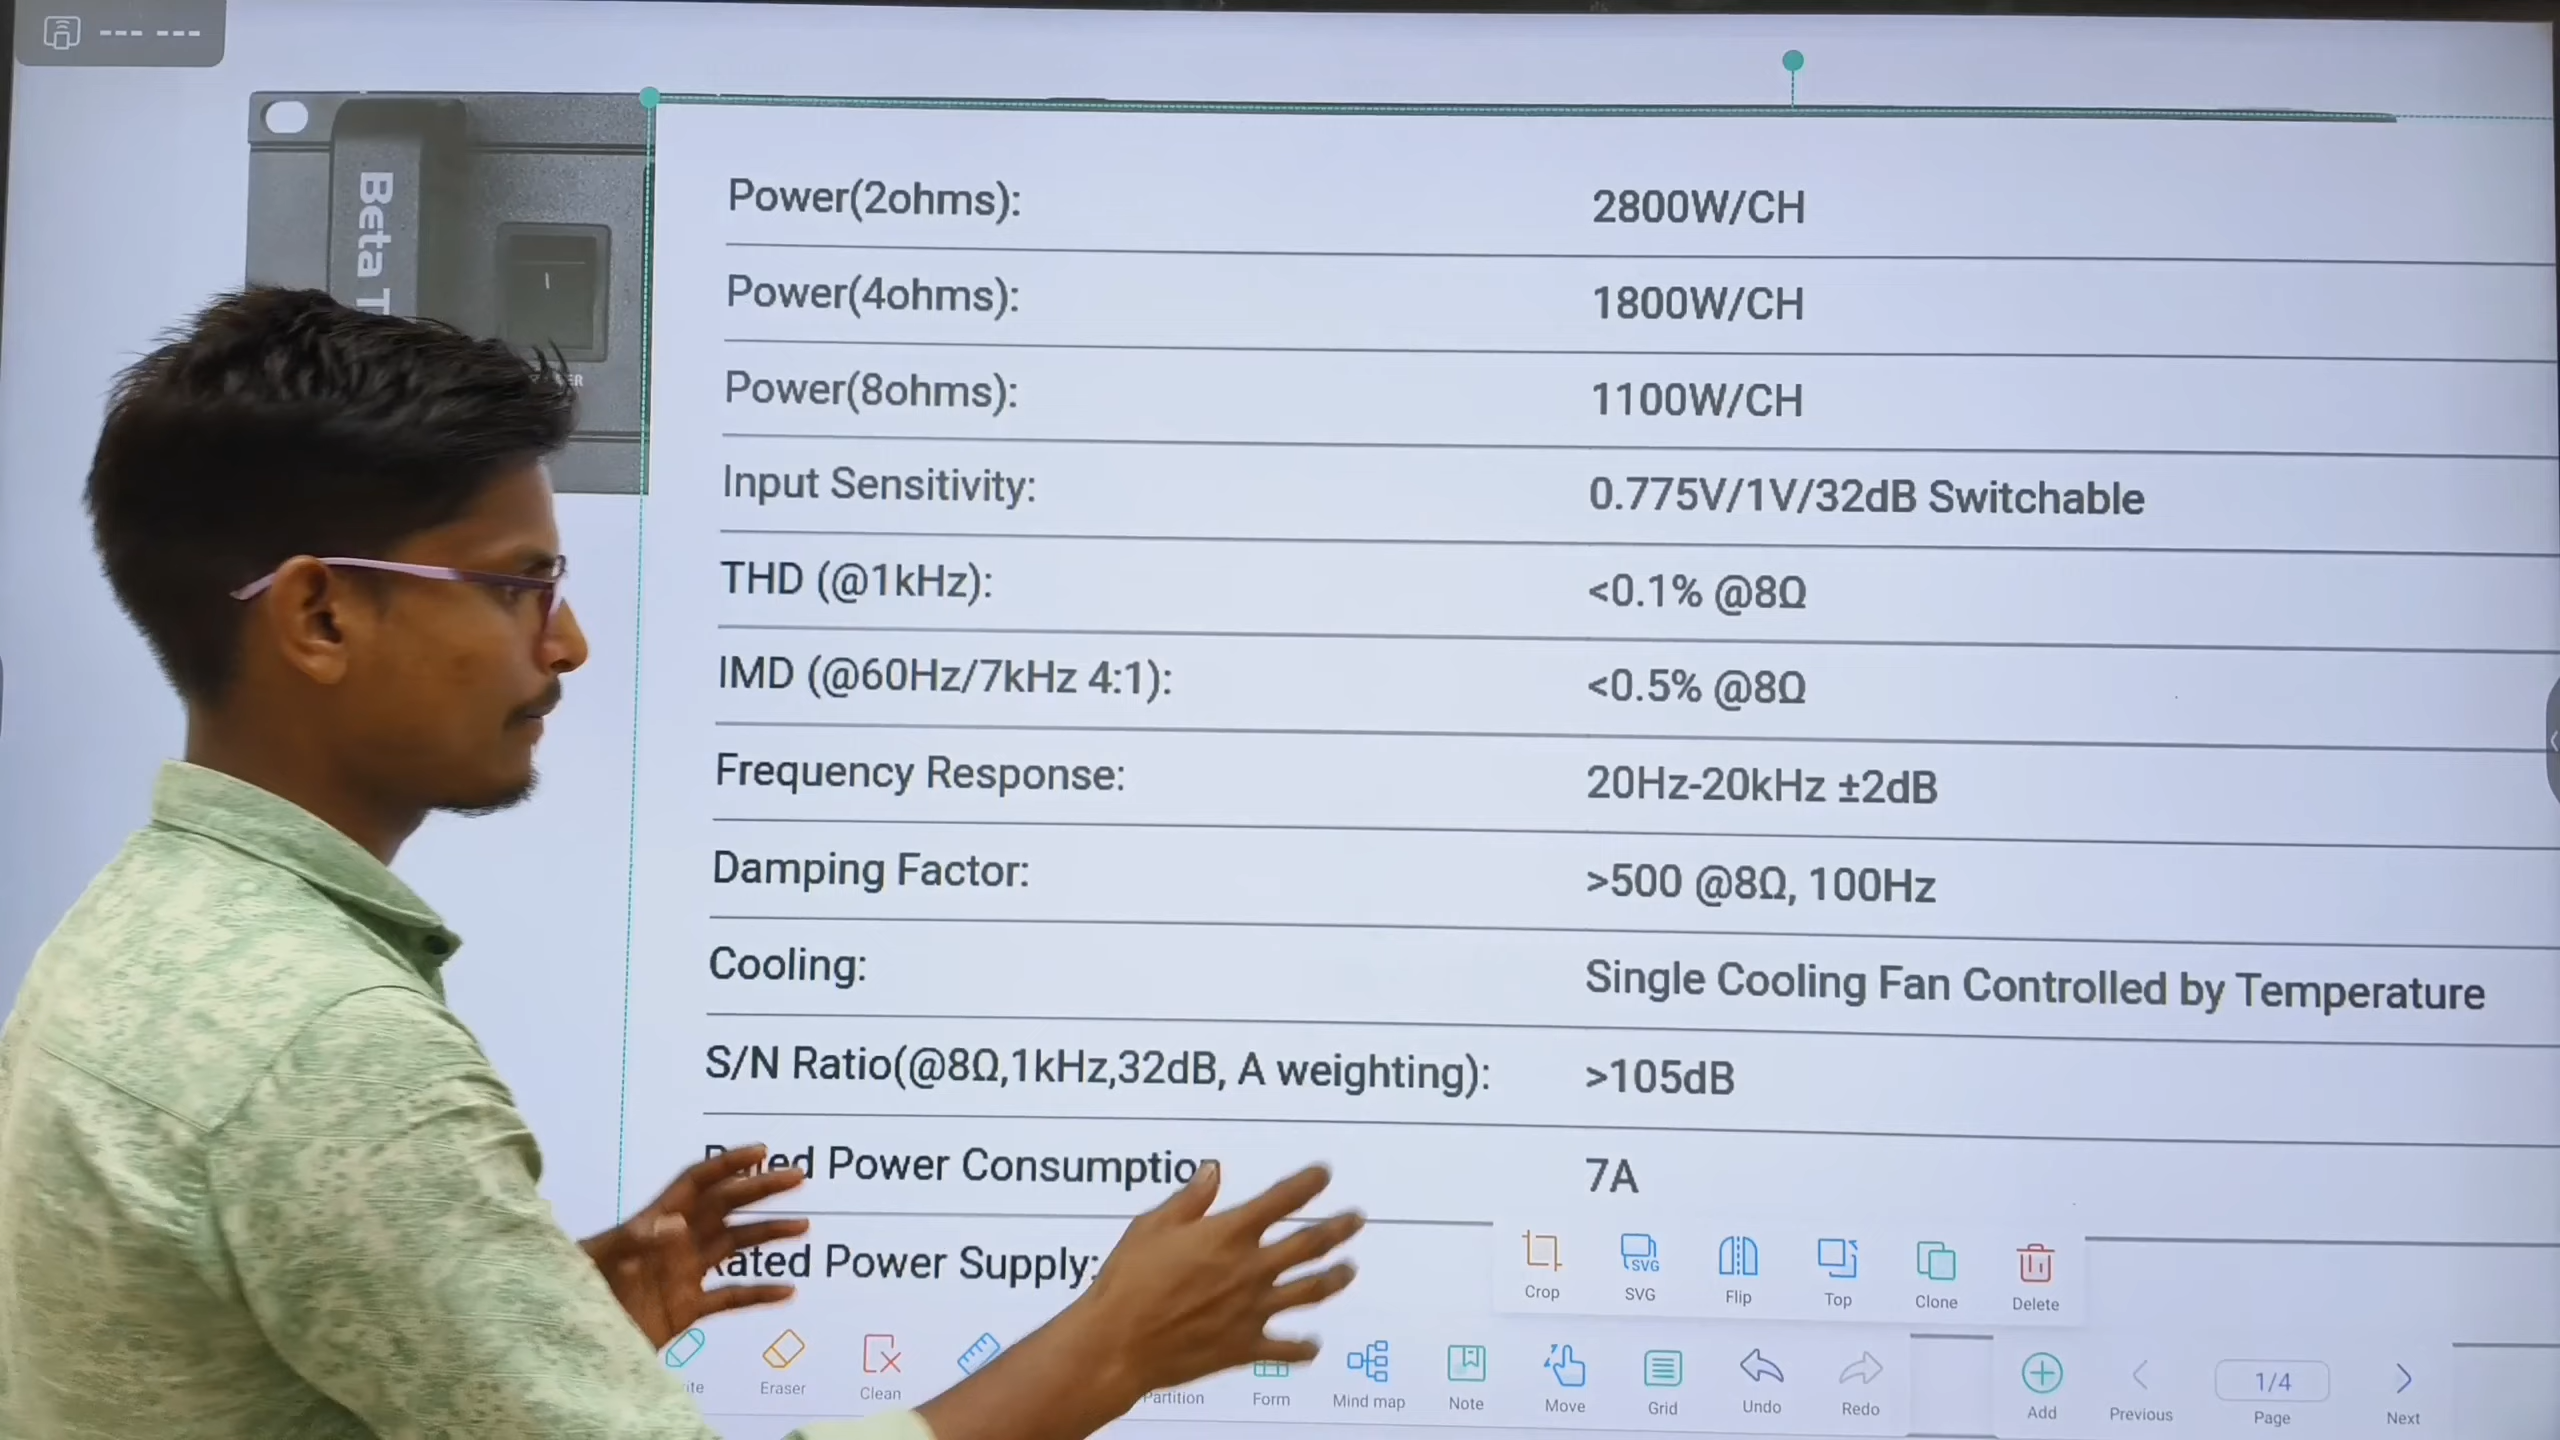 --- ---
Beta T
Power(2ohms): 2800W/CH
Power(4ohms): 1800W/CH
Power(8ohms): 1100W/CH
Input Sensitivity: 0.775V/1V/32dB Switchable
THD (@1kHz): <0.1% @8Ω
IMD (@60Hz/7kHz 4:1): <0.5% @8Ω
Frequency Response: 20Hz-20kHz ±2dB
Damping Factor: >500 @8Ω, 100Hz
Cooling: Single Cooling Fan Controlled by Temperature
S/N Ratio(@8Ω,1kHz,32dB, A weighting): >105dB
Rated Power Consumption 7A
Rated Power Supply:
Crop SVG Flip Top Clone Delete
Eraser Clean Partition Form Mind map Note Move Grid Undo Redo Add Previous 1/4 Page Next